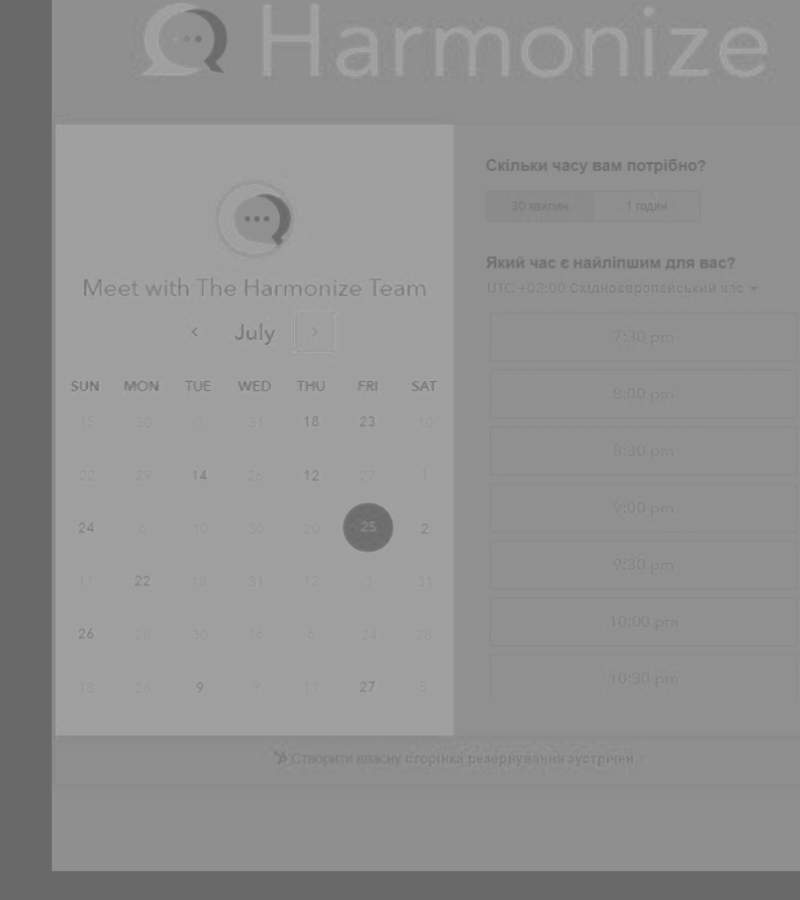 Harmonize
Meet with The Harmonize Team
July
SUN MON TUE WED THU FRI SAT
15 30 3 31 18 23 10
22 29 14 26 12 27 1
24 6 10 30 20 25 2
11 22 18 31 12 3 31
26 28 30 16 6 24 28
18 26 9 9 11 27 5
Скільки часу вам потрібно?
30 хвилин 1 годин
Який час є найліпшим для вас?
UTC +03:00 Східноєвропейський час
7:30 pm
8:00 pm
8:30 pm
9:00 pm
9:30 pm
10:00 pm
10:30 pm
Створити власну сторінка резервування зустрічей